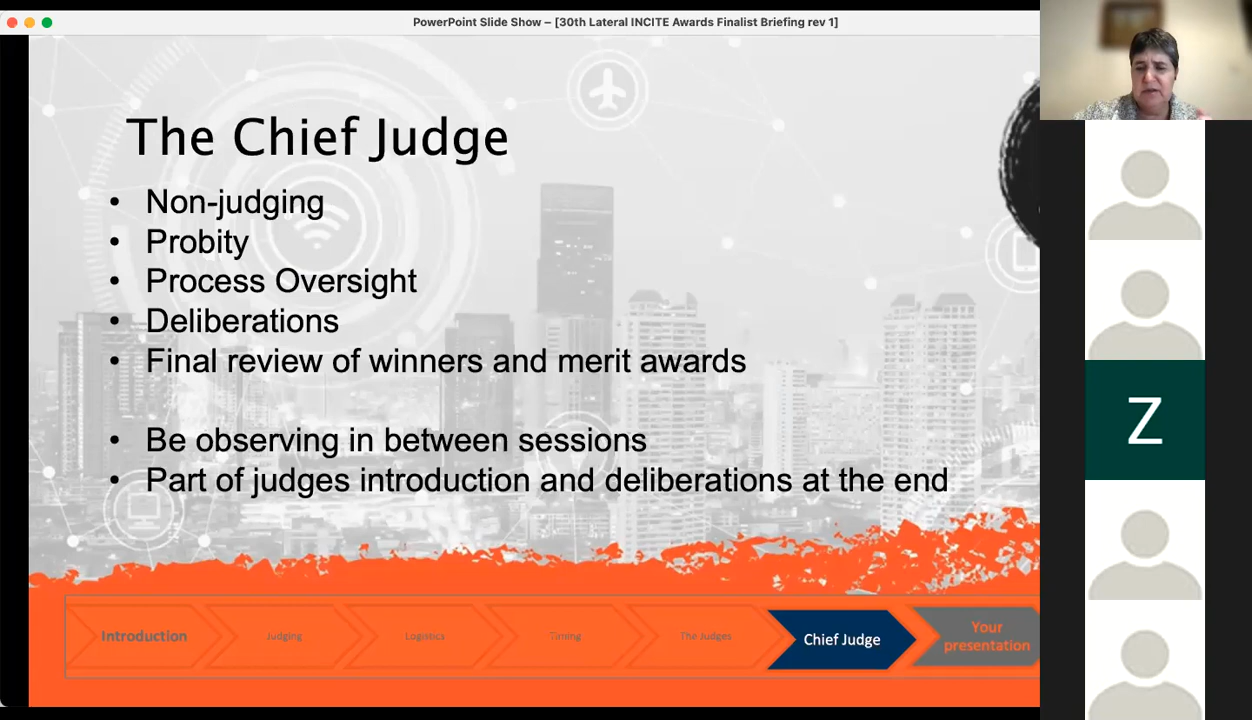 PowerPoint Slide Show – [30th Lateral INCITE Awards Finalist Briefing rev 1]
The Chief Judge
• Non-judging
• Probity
• Process Oversight
• Deliberations
• Final review of winners and merit awards
• Be observing in between sessions
• Part of judges introduction and deliberations at the end
Introduction
Judging
Logistics
Timing
The Judges
Chief Judge
Your
presentation
Z